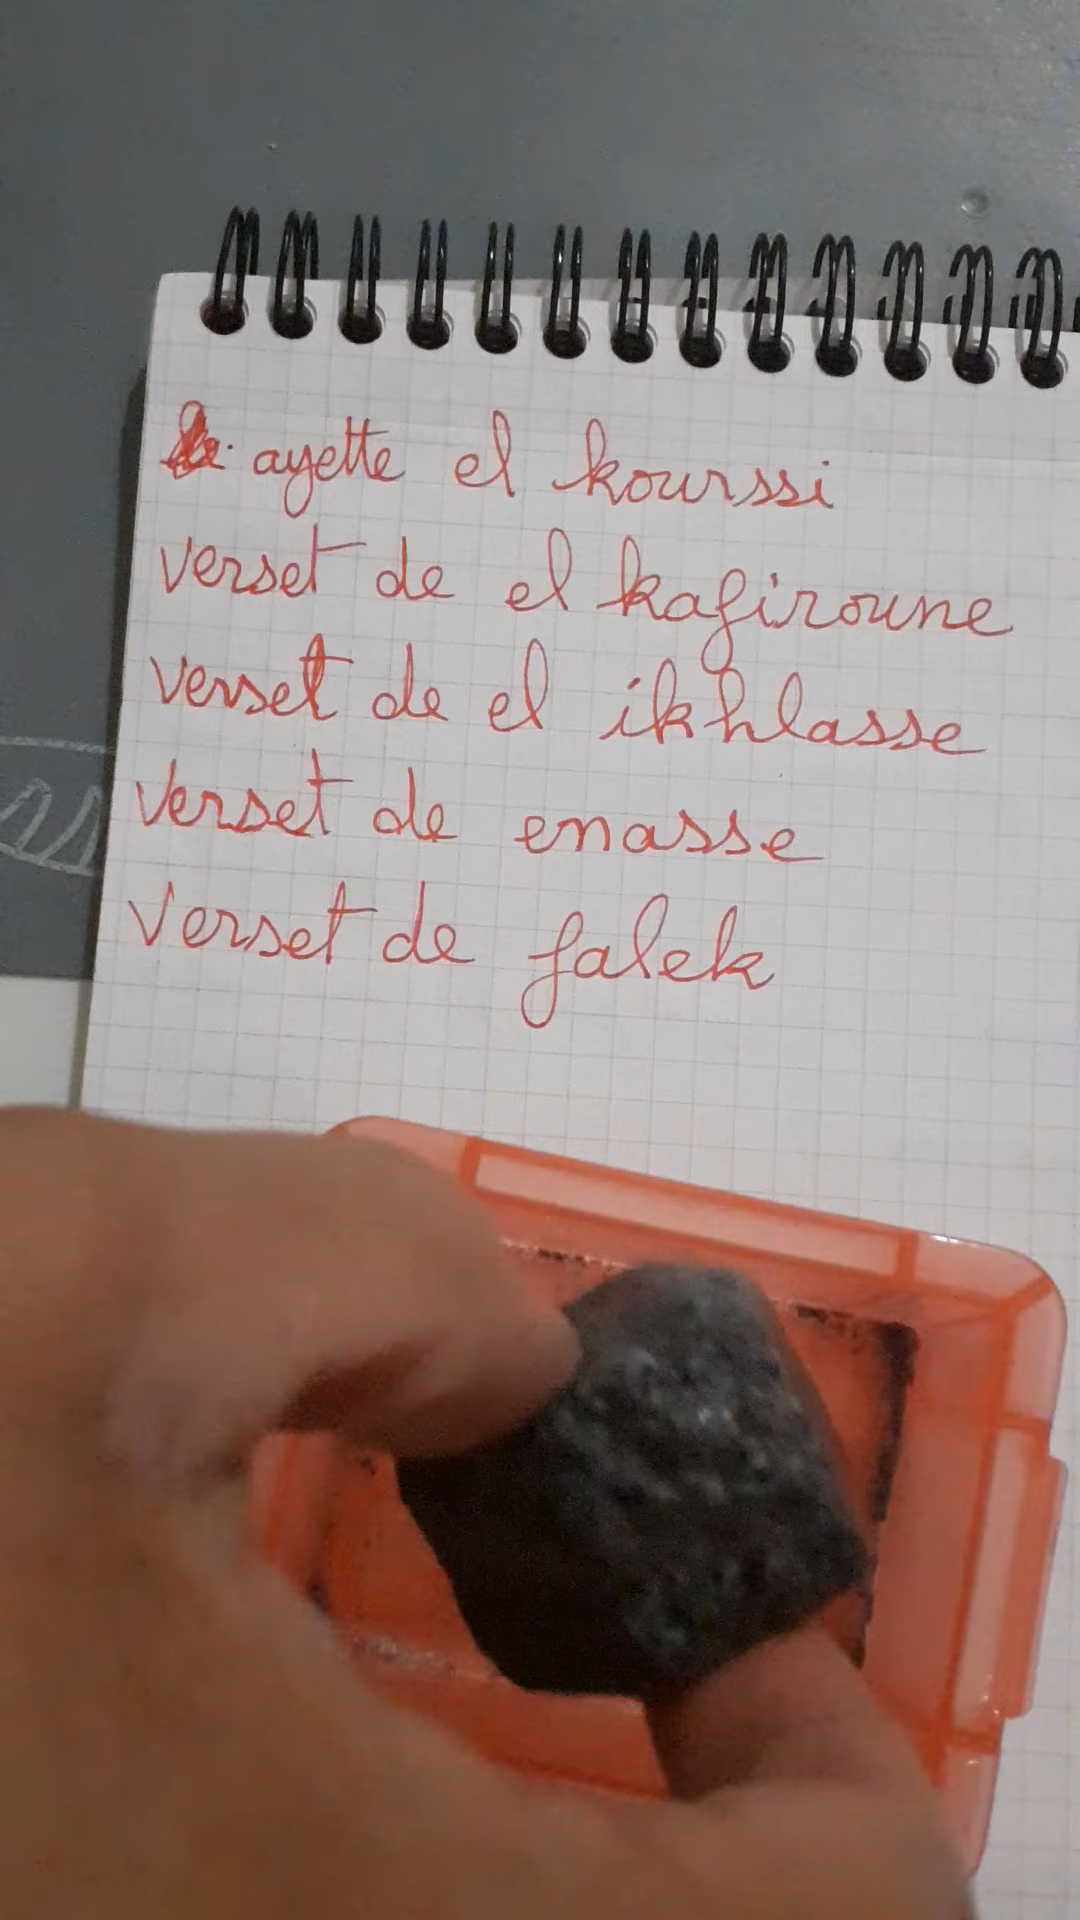 ayette el kourssi
verset de el kafiroune
verset de el ikhlasse
verset de enasse
verset de falek